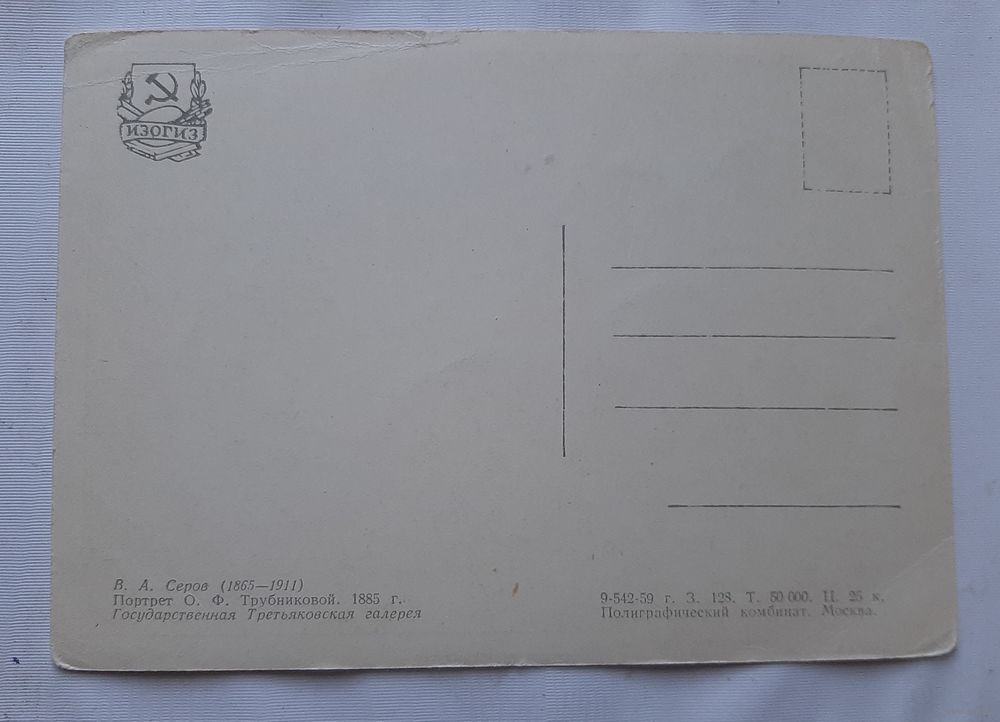 ИЗОГИЗ
В. А. Серов (1865—1911)
Портрет О. Ф. Трубниковой. 1885 г.
Государственная Третьяковская галерея
9-542-59 г. З. 128. Т. 50 000. Ц. 25 к.
Полиграфический комбинат. Москва.